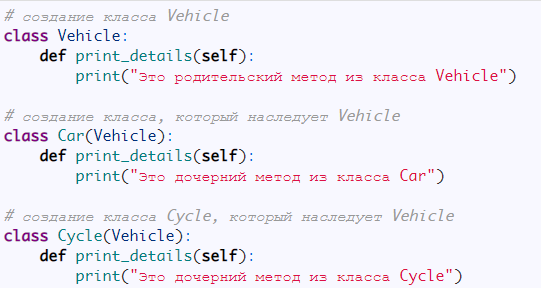 # создание класса Vehicle
class Vehicle:
    def print_details(self):
        print("Это родительский метод из класса Vehicle")
# создание класса, который наследует Vehicle
class Car(Vehicle):
    def print_details(self):
        print("Это дочерний метод из класса Car")
# создание класса Cycle, который наследует Vehicle
class Cycle(Vehicle):
    def print_details(self):
        print("Это дочерний метод из класса Cycle")